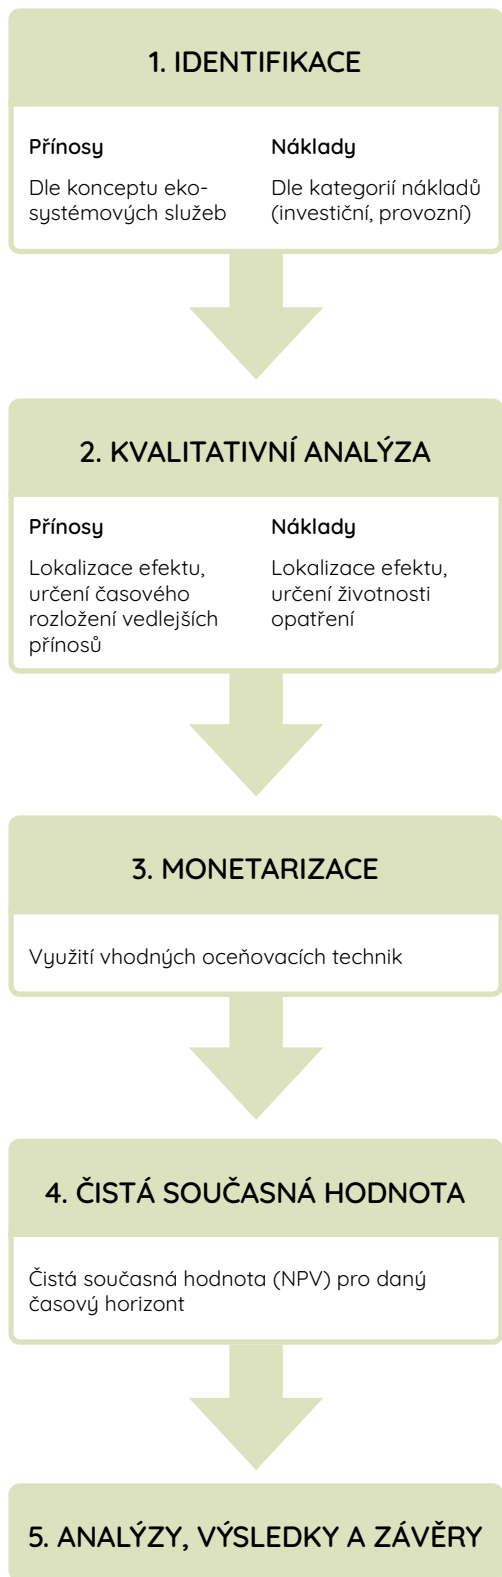 1. IDENTIFIKACE
Přínosy
Dle konceptu eko-
systémových služeb
Náklady
Dle kategorií nákladů
(investiční, provozní)
2. KVALITATIVNÍ ANALÝZA
Přínosy
Lokalizace efektu,
určení časového
rozložení vedlejších
přínosů
Náklady
Lokalizace efektu,
určení životnosti
opatření
3. MONETARIZACE
Využití vhodných oceňovacích technik
4. ČISTÁ SOUČASNÁ HODNOTA
Čistá současná hodnota (NPV) pro daný
časový horizont
5. ANALÝZY, VÝSLEDKY A ZÁVĚRY